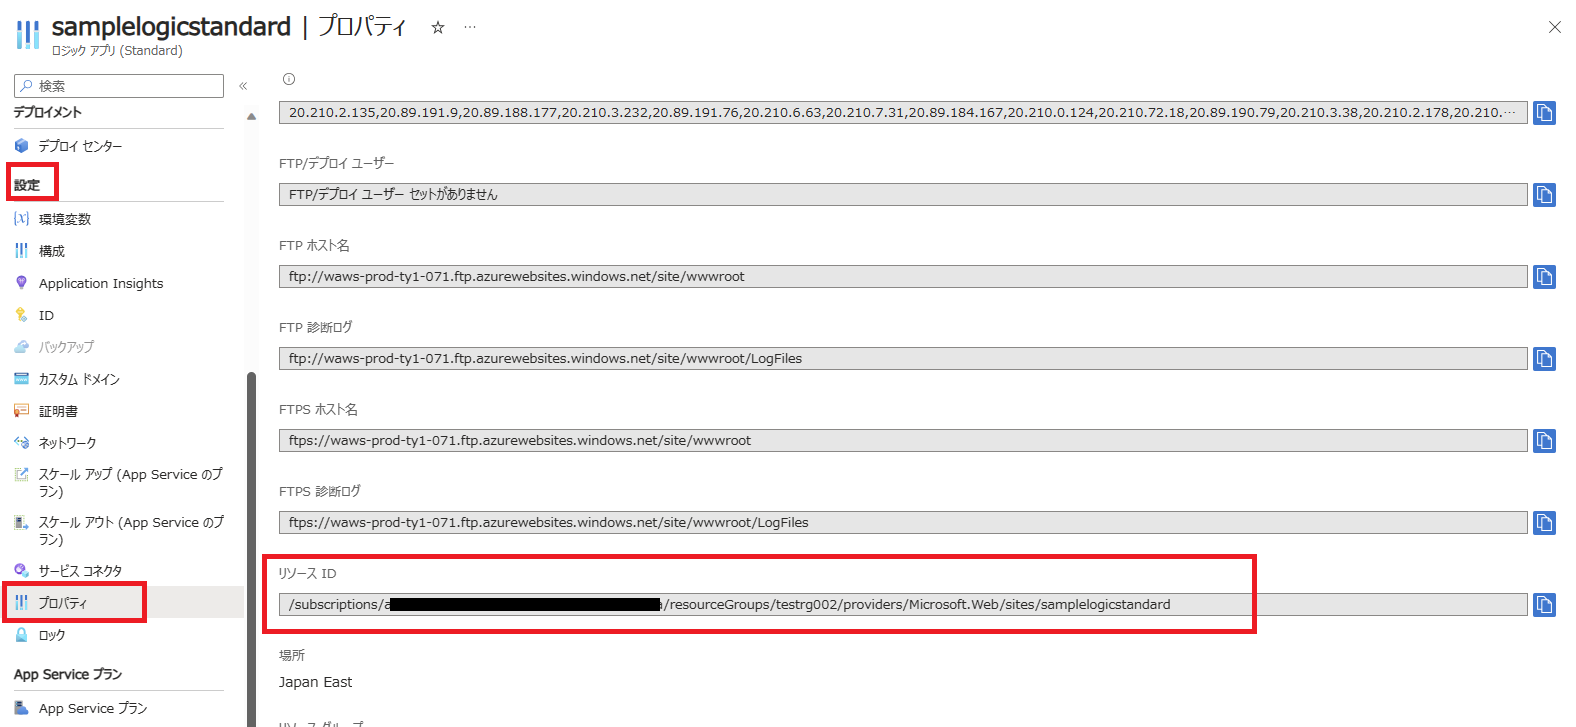 samplelogicstandard | プロパティ ☆ ...
ロジック アプリ (Standard)
検索
«
デプロイメント
デプロイ センター
設定
環境変数
構成
Application Insights
ID
バックアップ
カスタム ドメイン
証明書
ネットワーク
スケール アップ (App Service のプ
ラン)
スケール アウト (App Service のプ
ラン)
サービス コネクタ
プロパティ
ロック
App Service プラン
App Service プラン
20.210.2.135,20.89.191.9,20.89.188.177,20.210.3.232,20.89.191.76,20.210.6.63,20.210.7.31,20.89.184.167,20.210.0.124,20.210.72.18,20.89.190.79,20.210.3.38,20.210.2.178,20.210.…
FTP/デプロイ ユーザー
FTP/デプロイ ユーザー セットがありません
FTP ホスト名
ftp://waws-prod-ty1-071.ftp.azurewebsites.windows.net/site/wwwroot
FTP 診断ログ
ftp://waws-prod-ty1-071.ftp.azurewebsites.windows.net/site/wwwroot/LogFiles
FTPS ホスト名
ftps://waws-prod-ty1-071.ftp.azurewebsites.windows.net/site/wwwroot
FTPS 診断ログ
ftps://waws-prod-ty1-071.ftp.azurewebsites.windows.net/site/wwwroot/LogFiles
リソース ID
/subscriptions/a a/resourceGroups/testrg002/providers/Microsoft.Web/sites/samplelogicstandard
場所
Japan East
リソース グループ